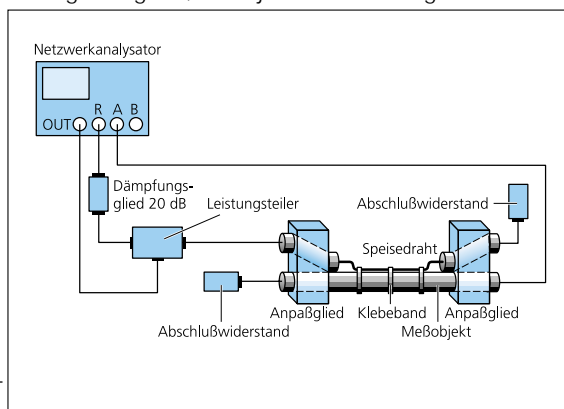 Netzwerkanalysator
R A B
OUT
Dämpfungs-
glied 20 dB
Leistungsteiler
Abschlußwiderstand
Speisedraht
Anpaßglied
Klebeband
Anpaßglied
Abschlußwiderstand
Meßobjekt